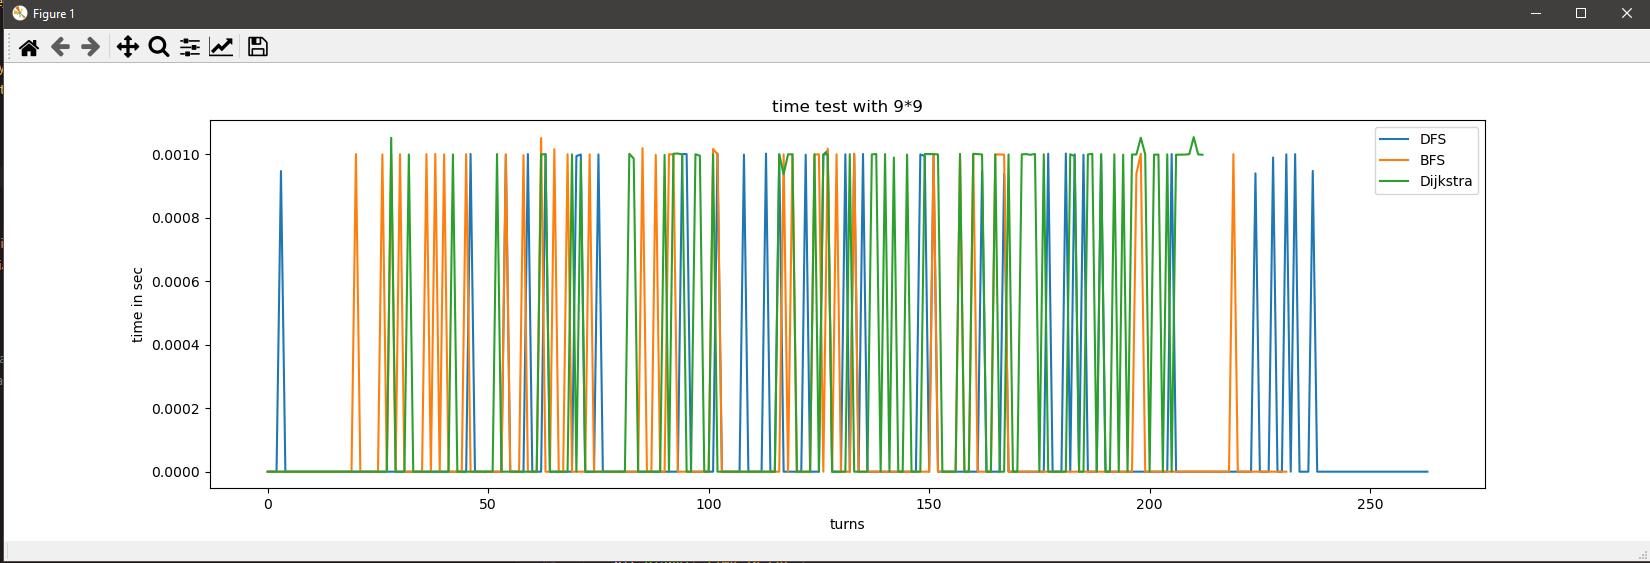 Figure 1
time test with 9*9
DFS
BFS
Dijkstra
0.0010
0.0008
0.0006
0.0004
0.0002
0.0000
time in sec
0
50
100
150
200
250
turns